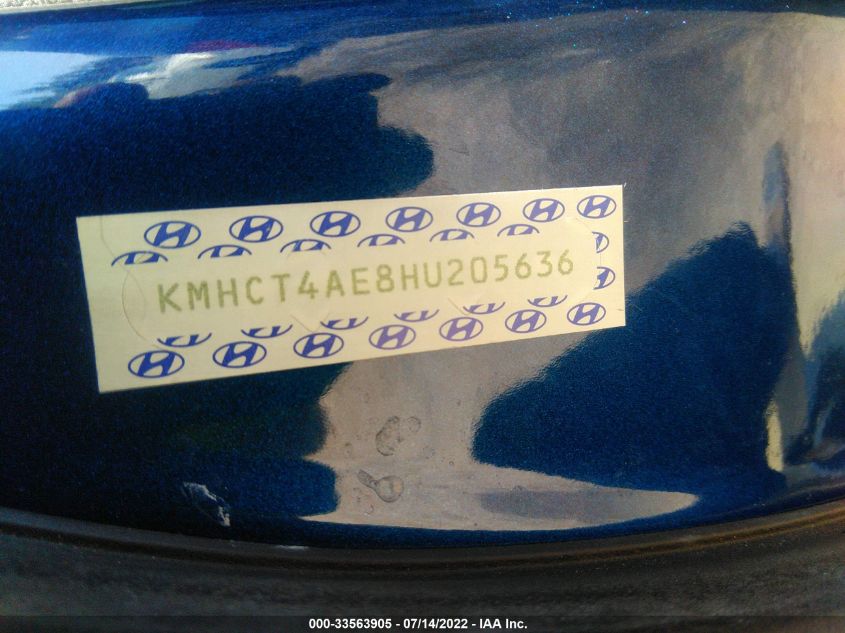 KMHCT4AE8HU205636
000-33563905 - 07/14/2022 - IAA Inc.